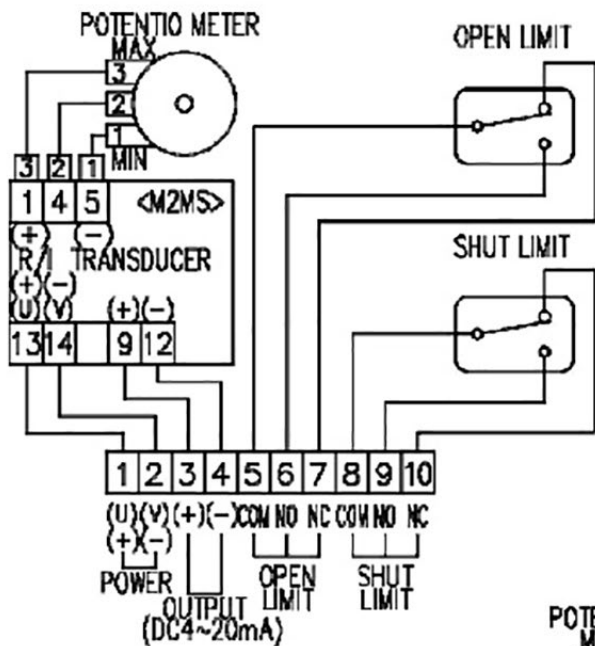 POTENTIO METER
MAX
3
2
1
MIN
OPEN LIMIT
3 2 1
1 4 5 <M2MS>
(+) (-)
R/I TRANSDUCER
(+)(-)
(U)(V) (+)(-)
13 14 9 12
SHUT LIMIT
1 2 3 4 5 6 7 8 9 10
(U)(V)(+)(-)COM NO NC COM NO NC
(+)(-)
POWER
OUTPUT
(DC4~20mA)
OPEN
LIMIT
SHUT
LIMIT
POTE
M